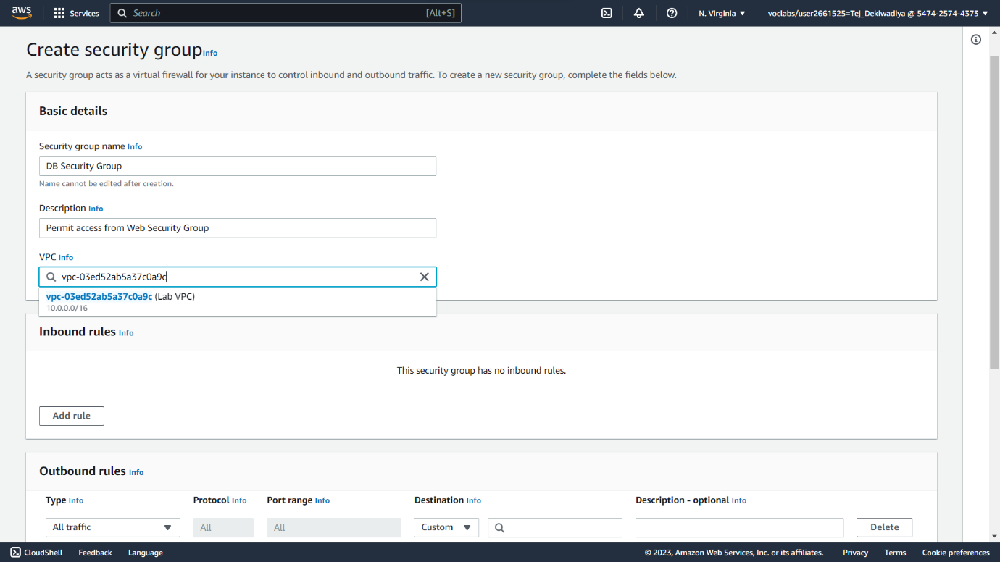 aws Services Search [Alt+S] N. Virginia voclabs/user2661525=Tej_Dekiwadiya @ 5474-2574-4373
Create security group Info
A security group acts as a virtual firewall for your instance to control inbound and outbound traffic. To create a new security group, complete the fields below.
Basic details
Security group name Info
DB Security Group
Name cannot be edited after creation.
Description Info
Permit access from Web Security Group
VPC Info
vpc-03ed52ab5a37c0a9c
vpc-03ed52ab5a37c0a9c (Lab VPC)
10.0.0.0/16
Inbound rules Info
This security group has no inbound rules.
Add rule
Outbound rules Info
Type Info Protocol Info Port range Info Destination Info Description - optional Info
All traffic All All Custom Delete
CloudShell Feedback Language © 2023, Amazon Web Services, Inc. or its affiliates. Privacy Terms Cookie preferences